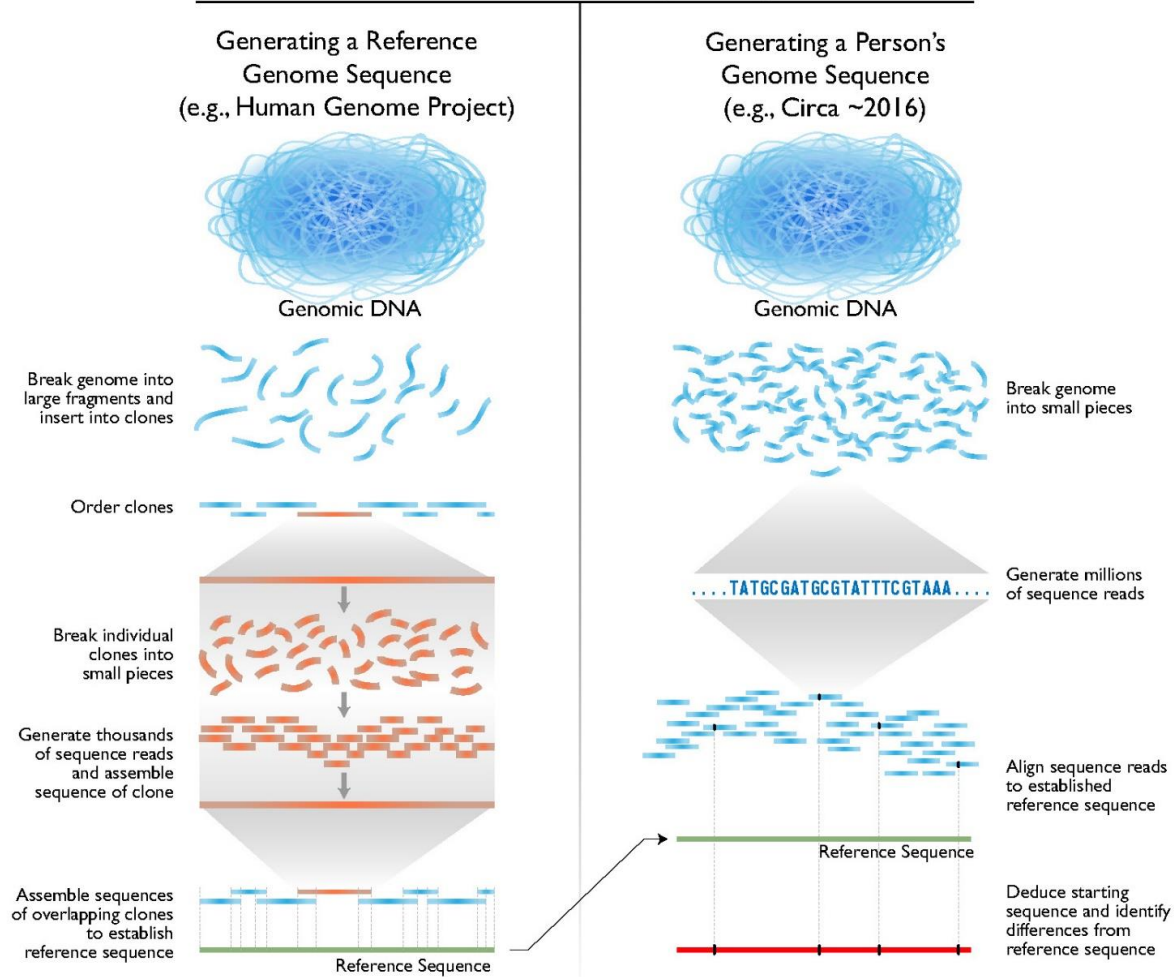 Generating a Reference
Genome Sequence
(e.g., Human Genome Project)
Genomic DNA
Break genome into
large fragments and
insert into clones
Order clones
Break individual
clones into
small pieces
Generate thousands
of sequence reads
and assemble
sequence of clone
Assemble sequences
of overlapping clones
to establish
reference sequence
Reference Sequence
Generating a Person's
Genome Sequence
(e.g., Circa ~2016)
Genomic DNA
Break genome
into small pieces
Generate millions
of sequence reads
....TATGCGATGCGTATTTCGTAAA....
Align sequence reads
to established
reference sequence
Reference Sequence
Deduce starting
sequence and identify
differences from
reference sequence